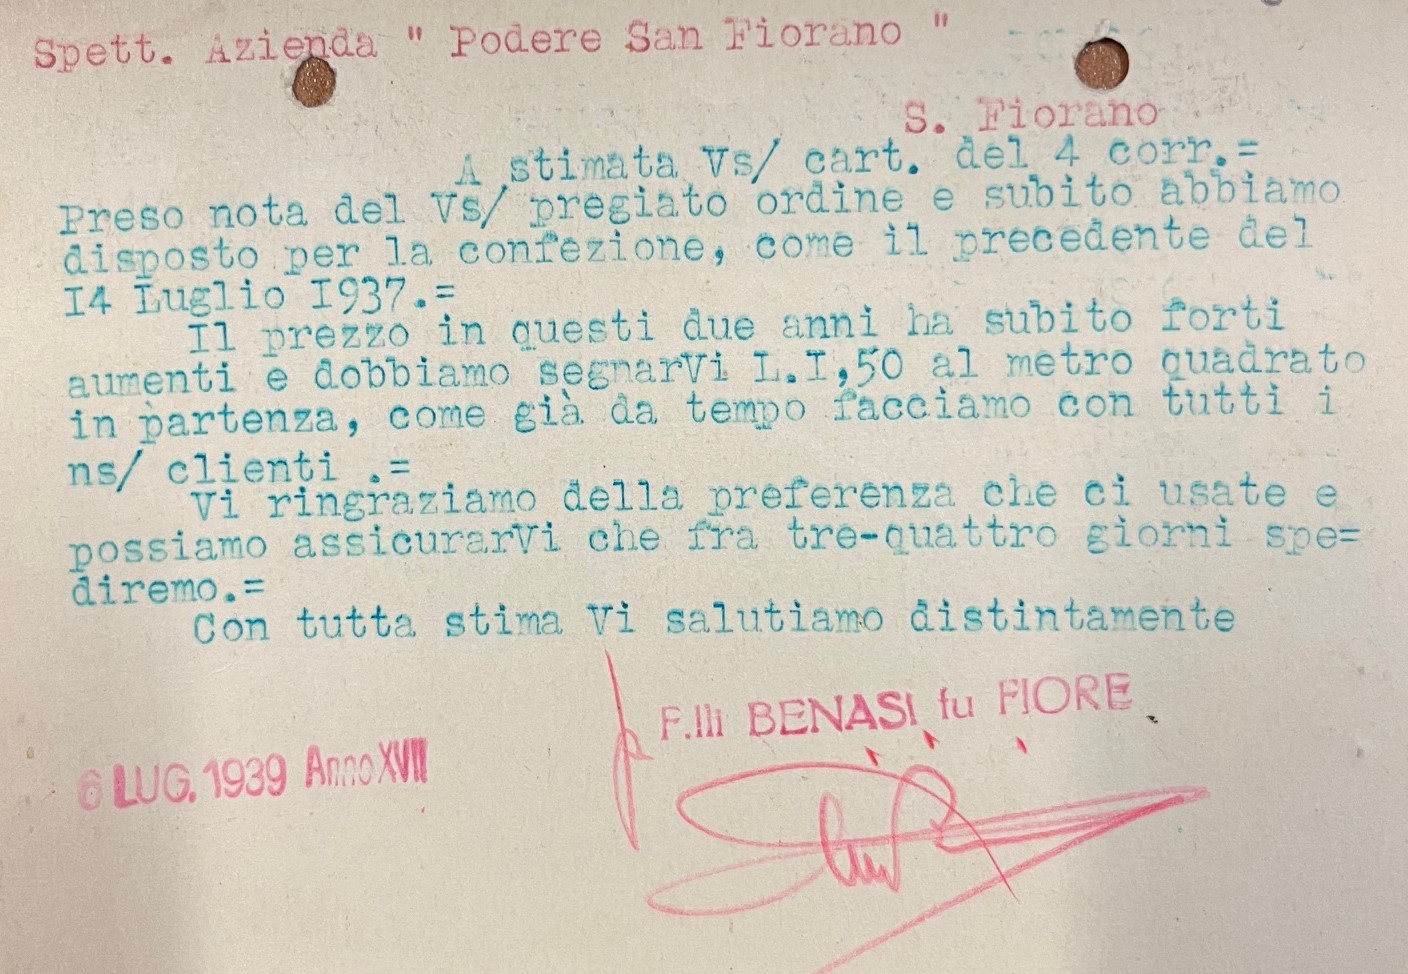 Spett. Azienda " Podere San Fiorano "
S. Fiorano
A stimata Vs/ cart. del 4 corr.=
Preso nota del Vs/ pregiato ordine e subito abbiamo
disposto per la confezione, come il precedente del
I4 Luglio I937.=
Il prezzo in questi due anni ha subito forti
aumenti e dobbiamo segnarVi L.I,50 al metro quadrato
in partenza, come già da tempo facciamo con tutti i
ns/ clienti .=
Vi ringraziamo della preferenza che ci usate e
possiamo assicurarVi che fra tre-quattro giorni spe=
diremo.=
Con tutta stima Vi salutiamo distintamente
F.lli BENASI fu FIORE
6 LUG. 1939 Anno XVII